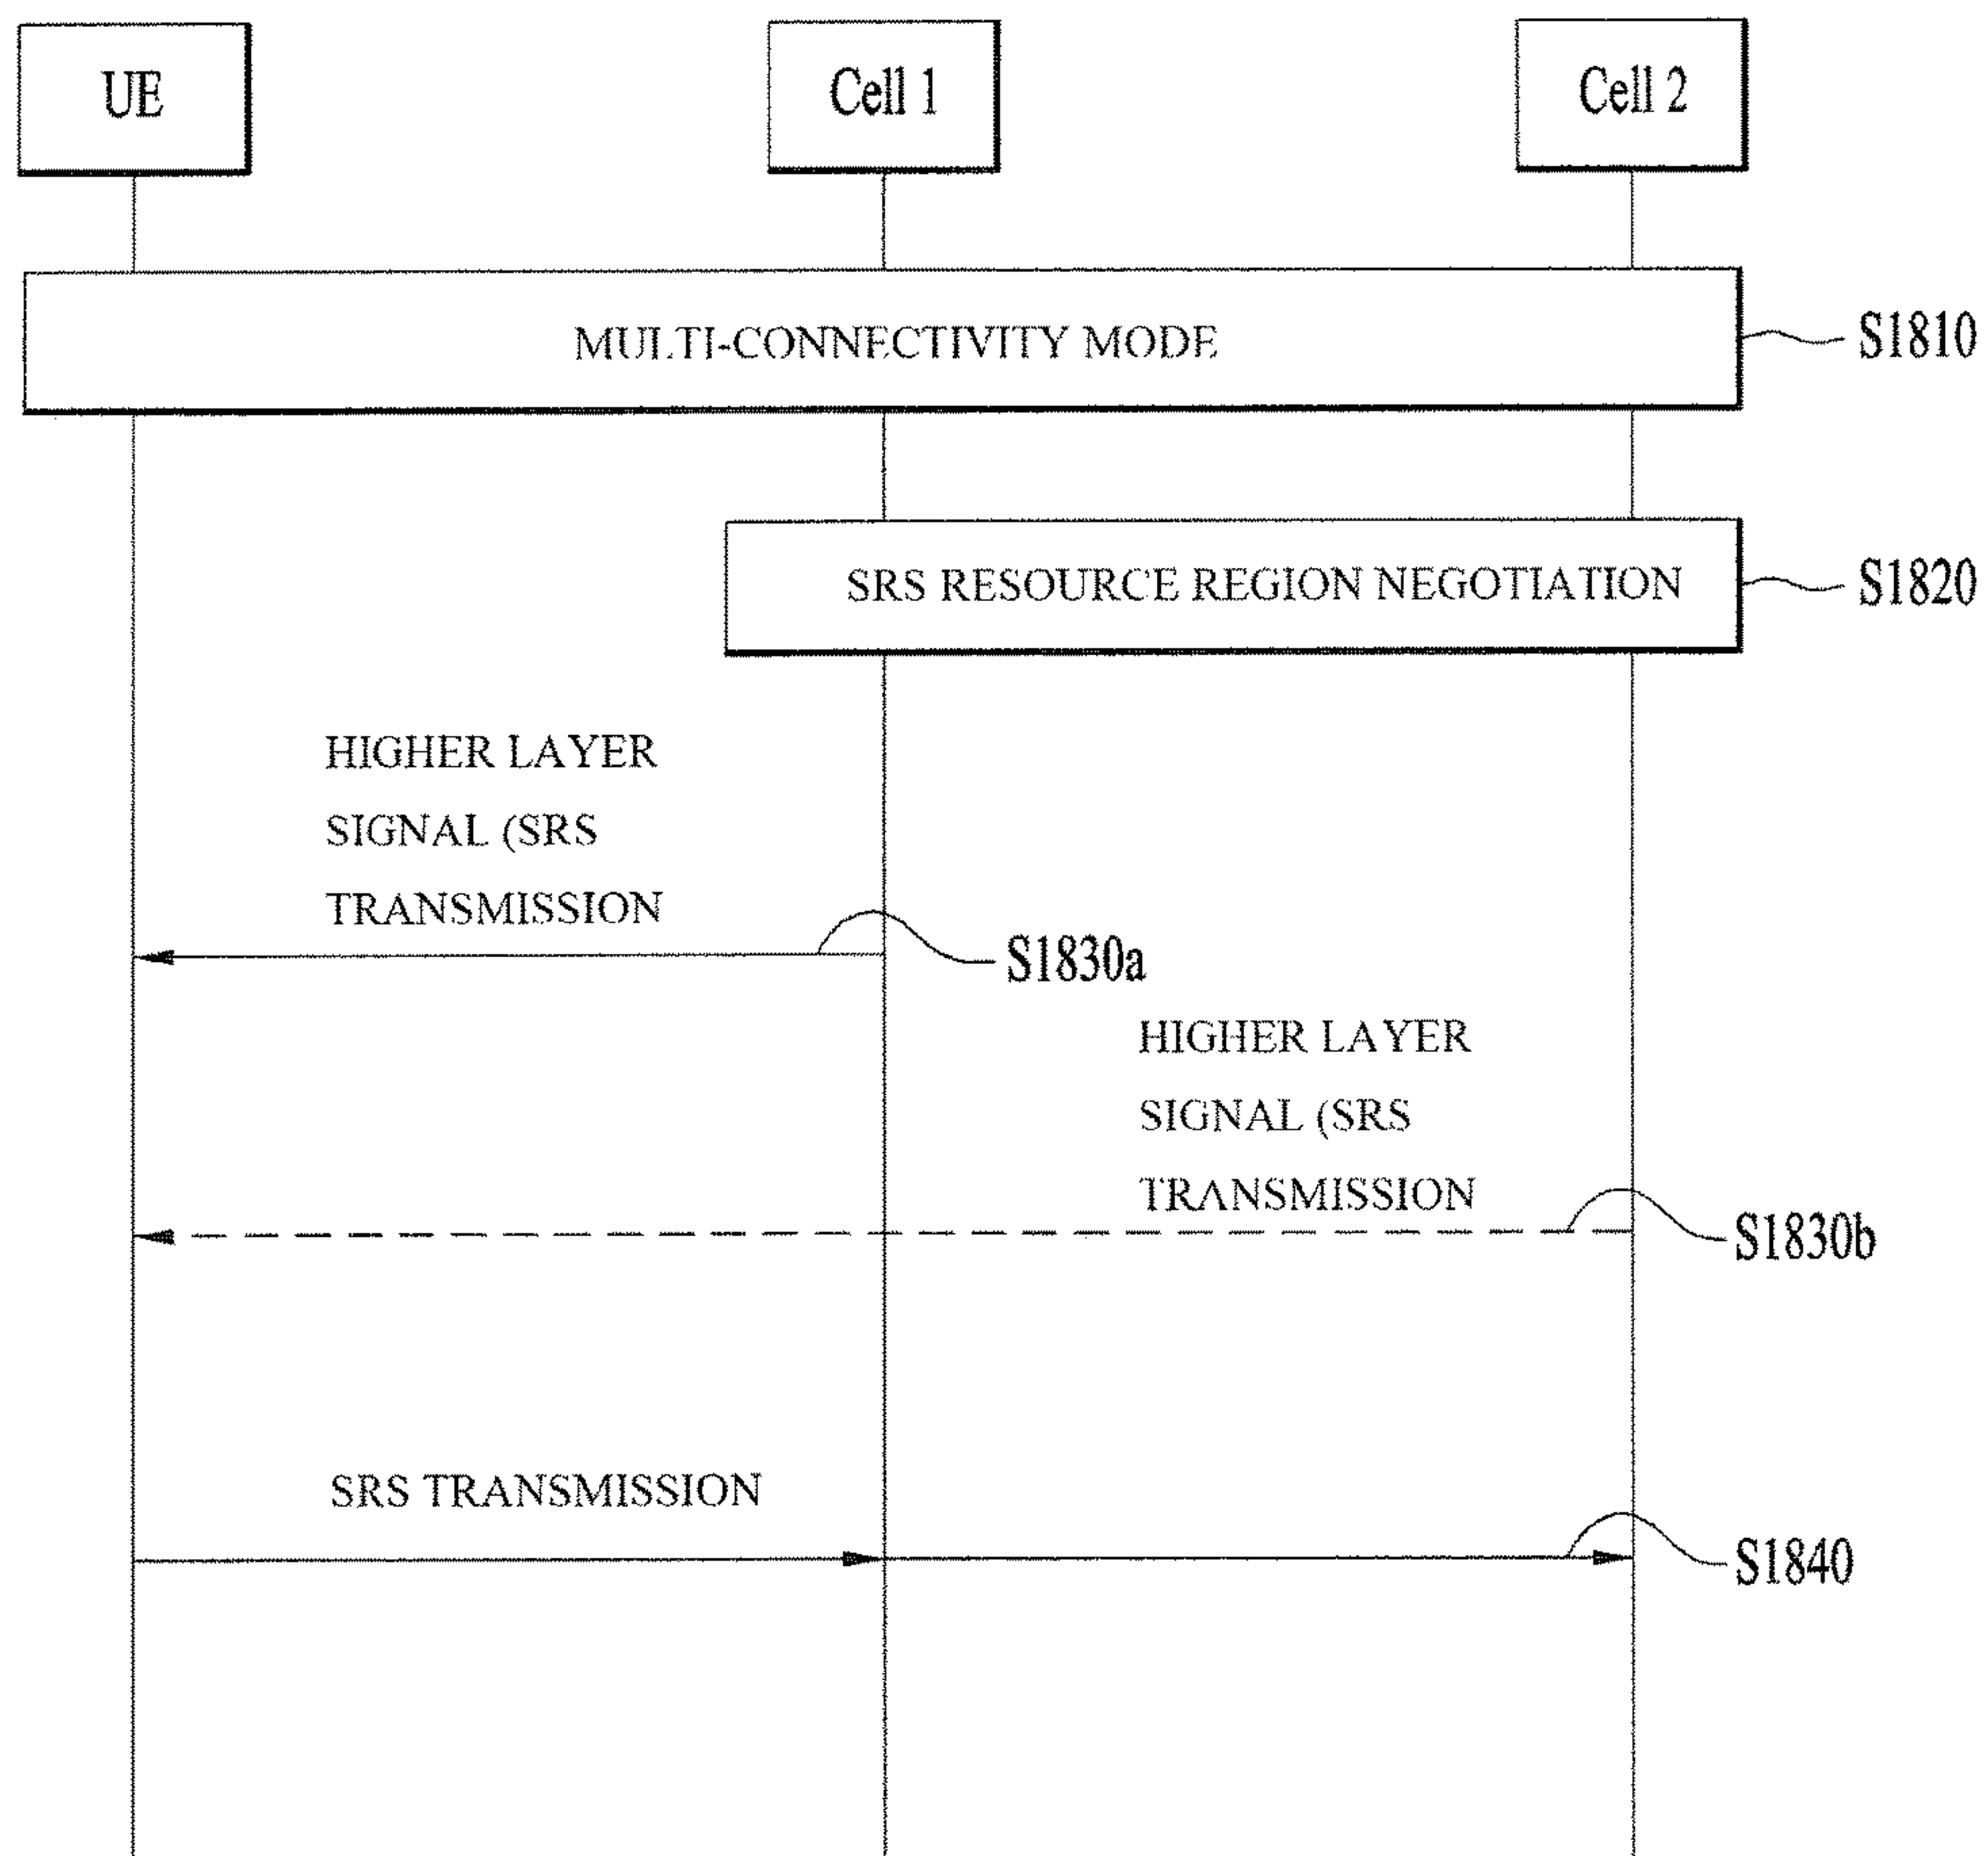 UE
Cell 1
Cell 2
MULTI-CONNECTIVITY MODE
S1810
SRS RESOURCE REGION NEGOTIATION
S1820
HIGHER LAYER
SIGNAL (SRS
TRANSMISSION
S1830a
HIGHER LAYER
SIGNAL (SRS
TRANSMISSION
S1830b
SRS TRANSMISSION
S1840